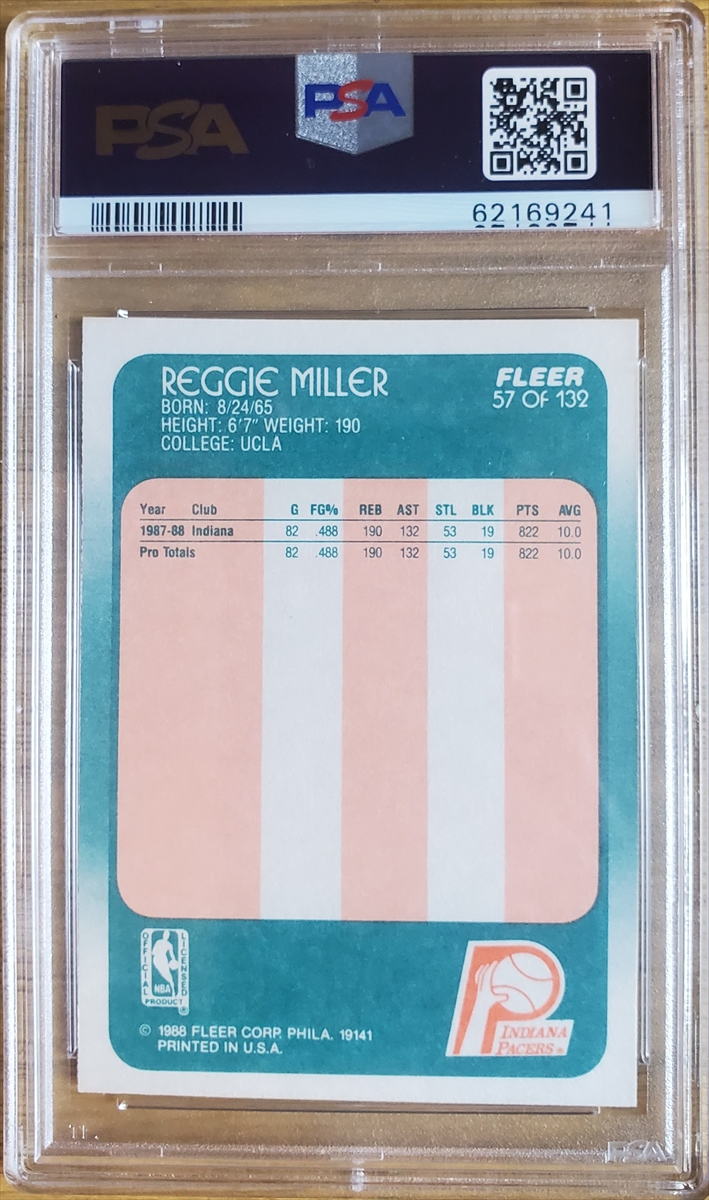 PSA
PSA
62169241
REGGIE MILLER
FLEER
BORN: 8/24/65
57 OF 132
HEIGHT: 6'7" WEIGHT: 190
COLLEGE: UCLA
Year Club G FG% REB AST STL BLK PTS AVG
1987-88 Indiana 82 .488 190 132 53 19 822 10.0
Pro Totals 82 .488 190 132 53 19 822 10.0
OFFICIAL LICENSED
NBA
PRODUCT ®
INDIANA
PACERS ®
© 1988 FLEER CORP. PHILA. 19141
PRINTED IN U.S.A.
PSA